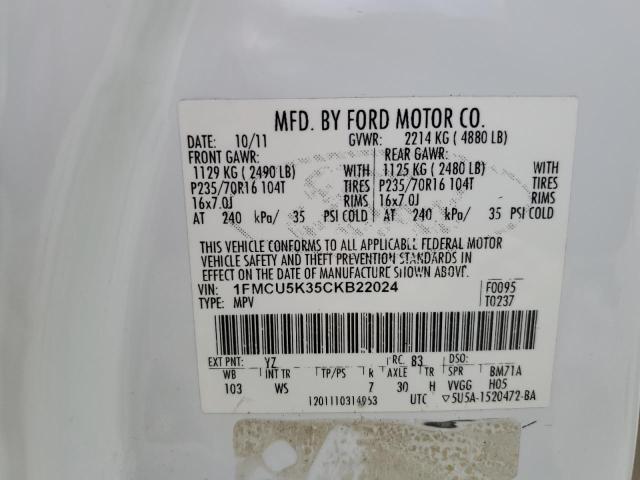 MFD. BY FORD MOTOR CO.
DATE: 10/11 GVWR: 2214 KG ( 4880 LB)
FRONT GAWR: REAR GAWR:
1129 KG ( 2490 LB) WITH 1125 KG ( 2480 LB) WITH
P235/70R16 104T TIRES P235/70R16 104T TIRES
16x7.0J RIMS 16x7.0J RIMS
AT 240 kPa/ 35 PSI COLD AT 240 kPa/ 35 PSI COLD
THIS VEHICLE CONFORMS TO ALL APPLICABLE FEDERAL MOTOR
VEHICLE SAFETY AND THEFT PREVENTION STANDARDS IN
EFFECT ON THE DATE OF MANUFACTURE SHOWN ABOVE.
VIN: 1FMCU5K35CKB22024 F0095
TYPE: MPV T0237
EXT PNT: YZ RC: 83 DSO:
WB INT TR TP/PS R AXLE TR SPR BM71A
103 WS 7 30 H VVGG H05
1201110314053 UTC ▽5U5A-1520472-BA